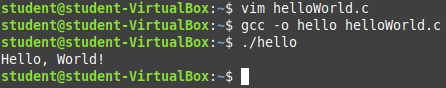 student@student-VirtualBox:~$ vim helloWorld.c
student@student-VirtualBox:~$ gcc -o hello helloWorld.c
student@student-VirtualBox:~$ ./hello
Hello, World!
student@student-VirtualBox:~$